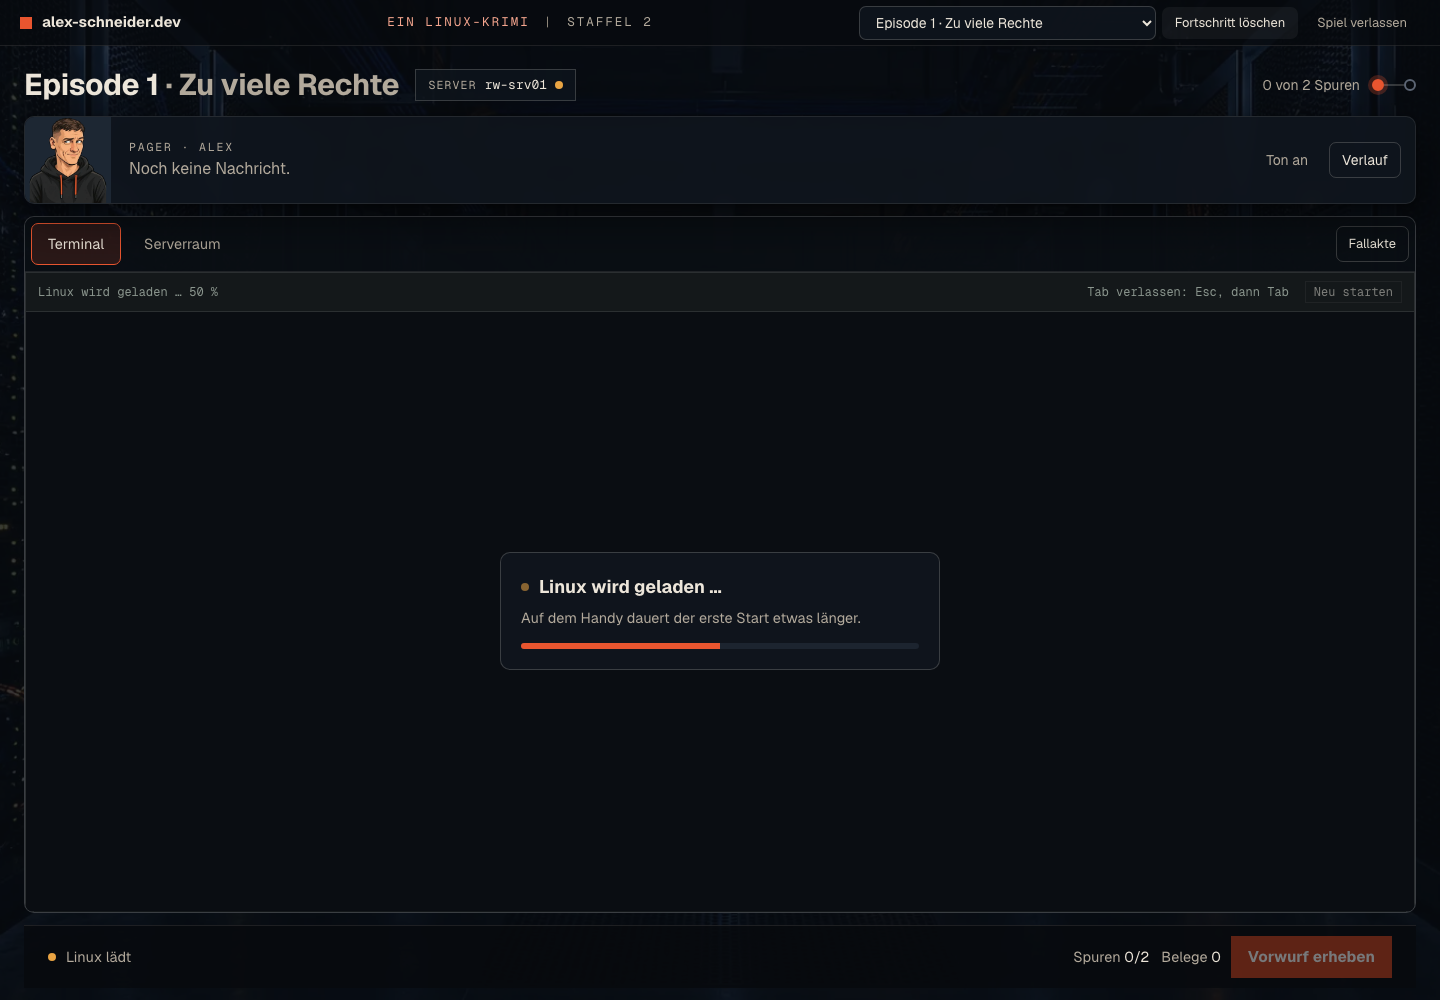 alex-schneider.dev
EIN LINUX-KRIMI | STAFFEL 2
Episode 1 · Zu viele Rechte
Fortschritt löschen
Spiel verlassen
Episode 1 · Zu viele Rechte
SERVER rw-srv01
0 von 2 Spuren
PAGER · ALEX
Noch keine Nachricht.
Ton an
Verlauf
Terminal
Serverraum
Fallakte
Linux wird geladen … 50 %
Tab verlassen: Esc, dann Tab
Neu starten
Linux wird geladen …
Auf dem Handy dauert der erste Start etwas länger.
Linux lädt
Spuren 0/2
Belege 0
Vorwurf erheben